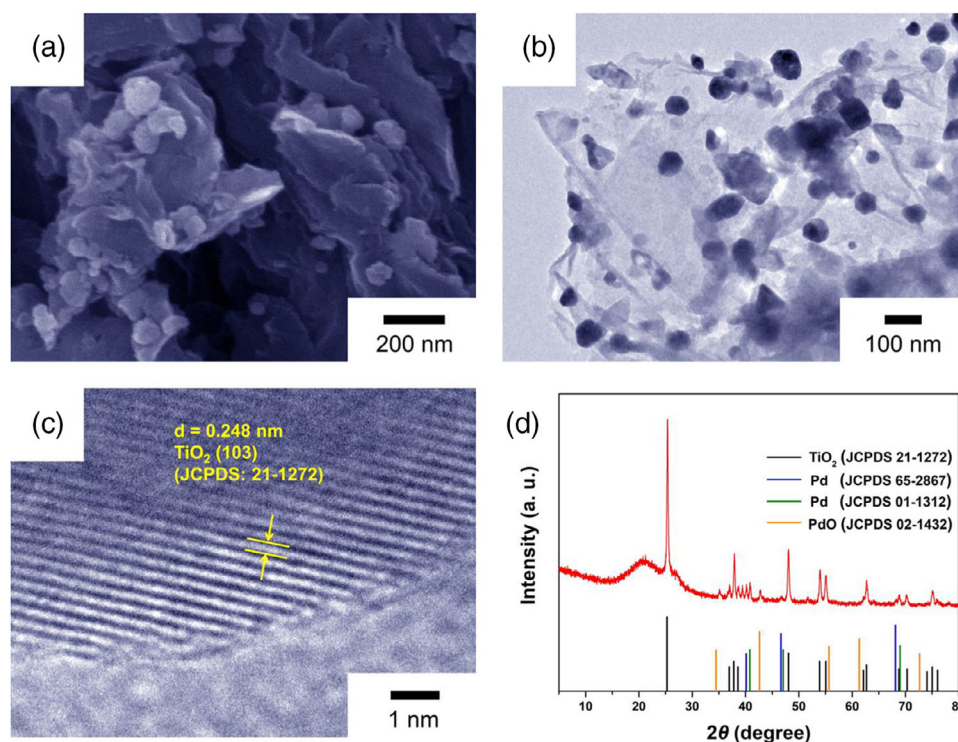 (a)
200 nm
(b)
100 nm
(c)
d = 0.248 nm
TiO₂ (103)
(JCPDS: 21-1272)
1 nm
(d)
TiO₂ (JCPDS 21-1272)
Pd (JCPDS 65-2867)
Pd (JCPDS 01-1312)
PdO (JCPDS 02-1432)
Intensity (a. u.)
10 20 30 40 50 60 70 80
2θ (degree)